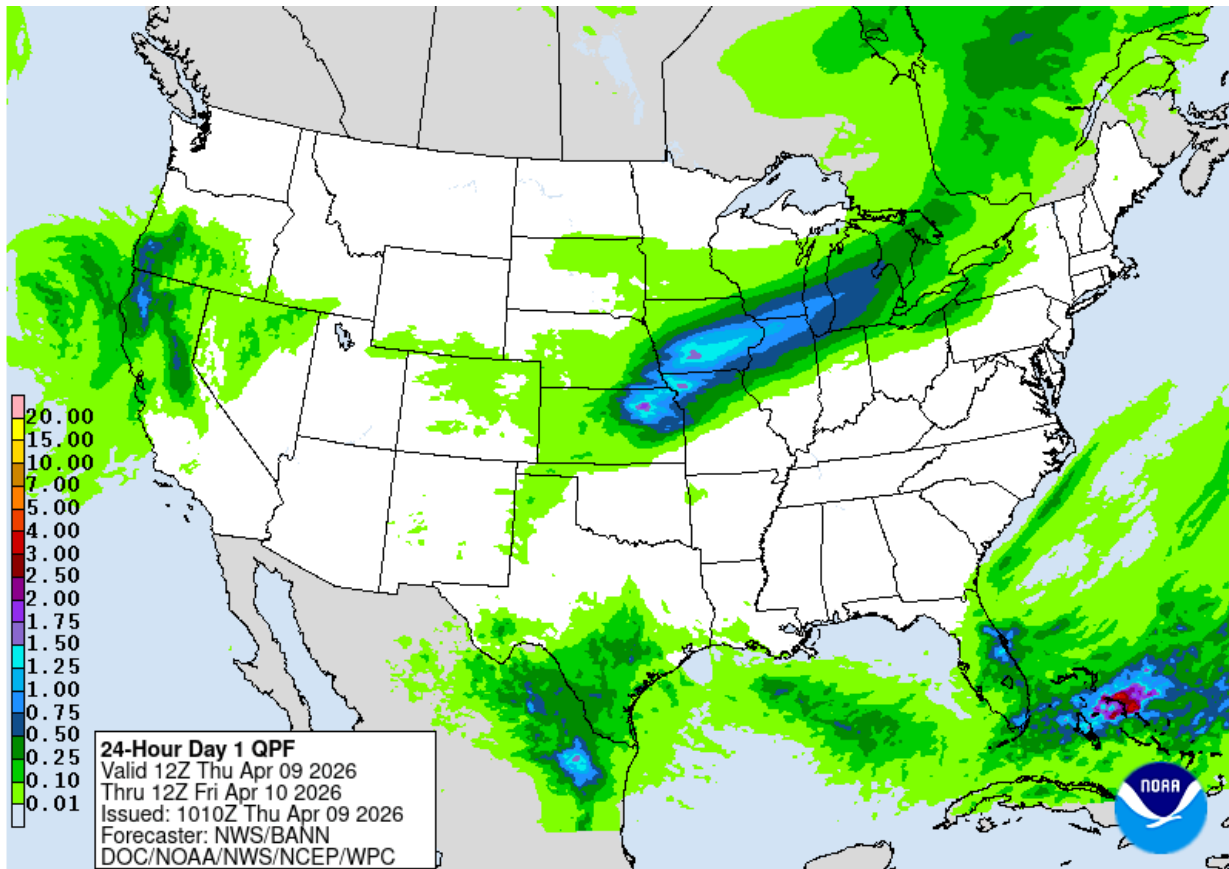 20.00
15.00
10.00
7.00
5.00
4.00
3.00
2.50
2.00
1.75
1.50
1.25
1.00
0.75
0.50
0.25
0.10
0.01
24-Hour Day 1 QPF
Valid 12Z Thu Apr 09 2026
Thru 12Z Fri Apr 10 2026
Issued: 1010Z Thu Apr 09 2026
Forecaster: NWS/BANN
DOC/NOAA/NWS/NCEP/WPC
NOAA